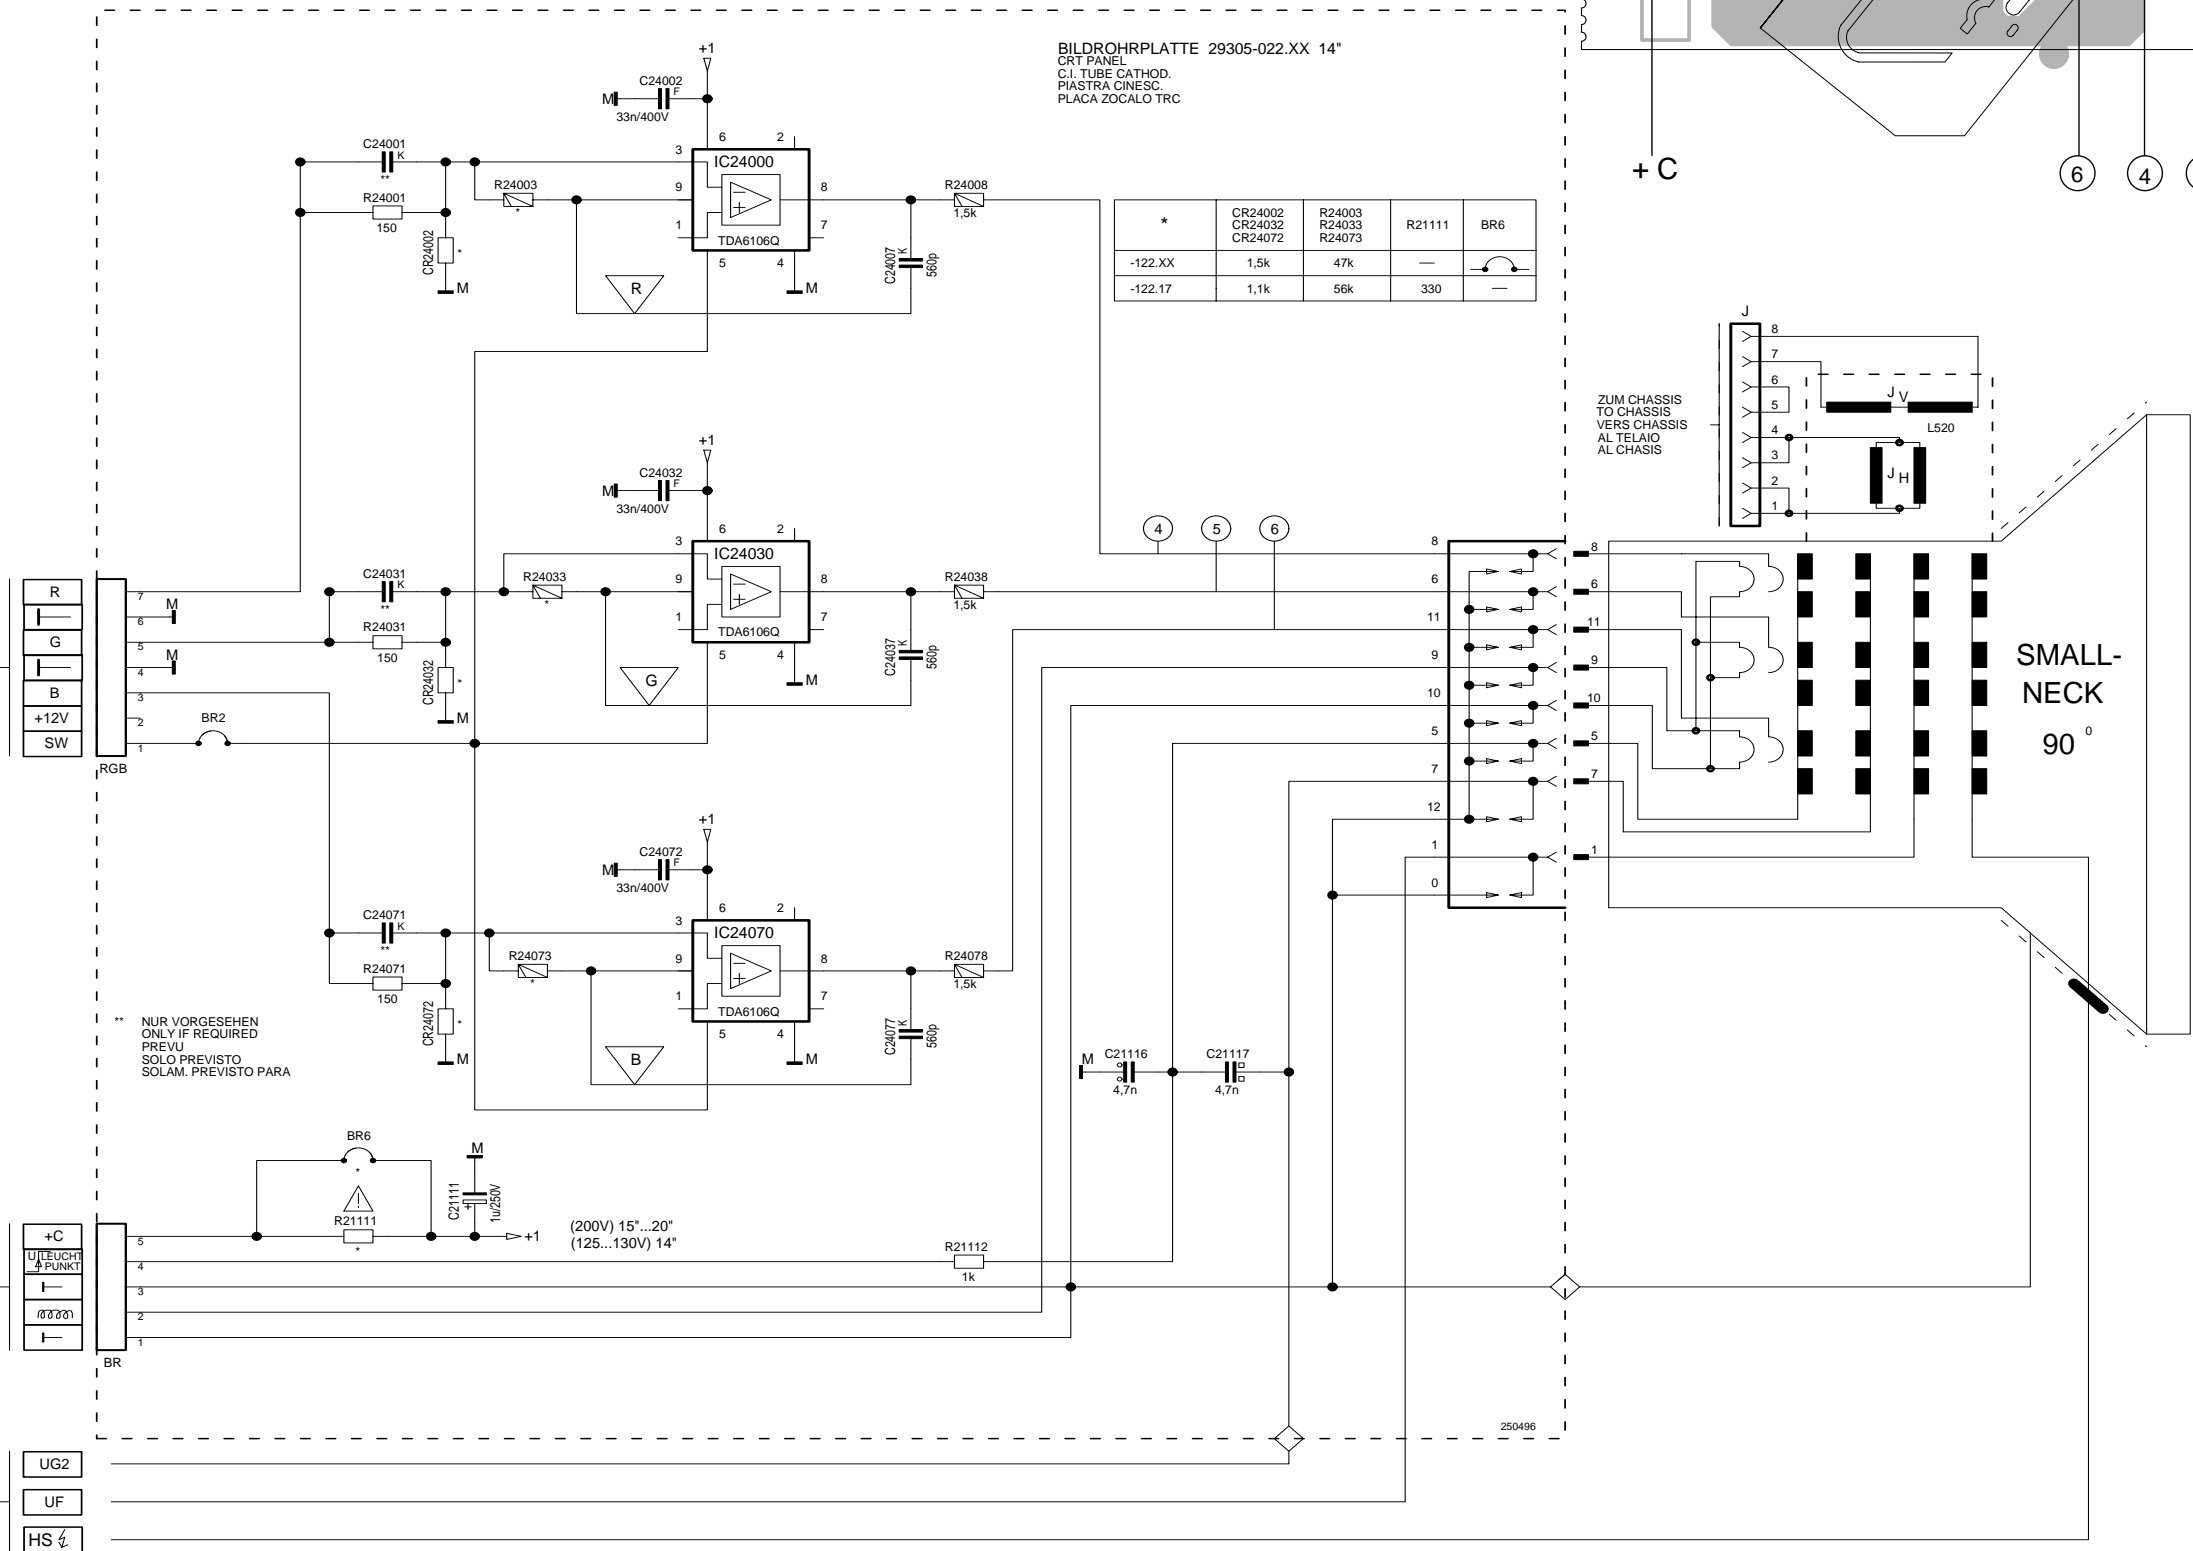 BILDROHRPLATTE 29305-022.XX 14"
CRT PANEL
C.I. TUBE CATHOD.
PIASTRA CINESC.
PLACA ZOCALO TRC
+ C
6
4
+1
C24002
F
M
33n/400V
C24001
K
**
R24001
150
CR24002
*
M
R24003
*
3
6
2
IC24000
9
8
1
7
TDA6106Q
5
4
M
R
R24008
1,5k
C24007
K
560p
* CR24002 R24003 R21111 BR6
CR24032 R24033
CR24072 R24073
-122.XX 1,5k 47k —
-122.17 1,1k 56k 330 —
J
8
7
6
5
4
3
2
1
J V
L520
J H
ZUM CHASSIS
TO CHASSIS
VERS CHASSIS
AL TELAIO
AL CHASIS
+1
C24032
F
M
33n/400V
C24031
K
**
R24031
150
CR24032
*
M
R24033
*
3
6
2
IC24030
9
8
1
7
TDA6106Q
5
4
M
G
R24038
1,5k
C24037
K
560p
4
5
6
R
G
B
+12V
SW
7
6
5
4
3
2
1
M
M
RGB
BR2
8
6
11
9
10
5
7
12
1
0
8
6
11
9
10
5
7
1
SMALL-
NECK
90 0
+1
C24072
F
M
33n/400V
C24071
K
**
R24071
150
CR24072
*
M
R24073
*
3
6
2
IC24070
9
8
1
7
TDA6106Q
5
4
M
B
R24078
1,5k
C24077
K
560p
** NUR VORGESEHEN
ONLY IF REQUIRED
PREVU
SOLO PREVISTO
SOLAM. PREVISTO PARA
M
C21116
4,7n
C21117
4,7n
BR6
*
!
R21111
*
M
C21111
+
1u/250V
+1
(200V) 15"...20"
(125...130V) 14"
R21112
1k
+C
U LEUCHT
PUNKT
5
4
3
2
1
BR
250496
UG2
UF
HS